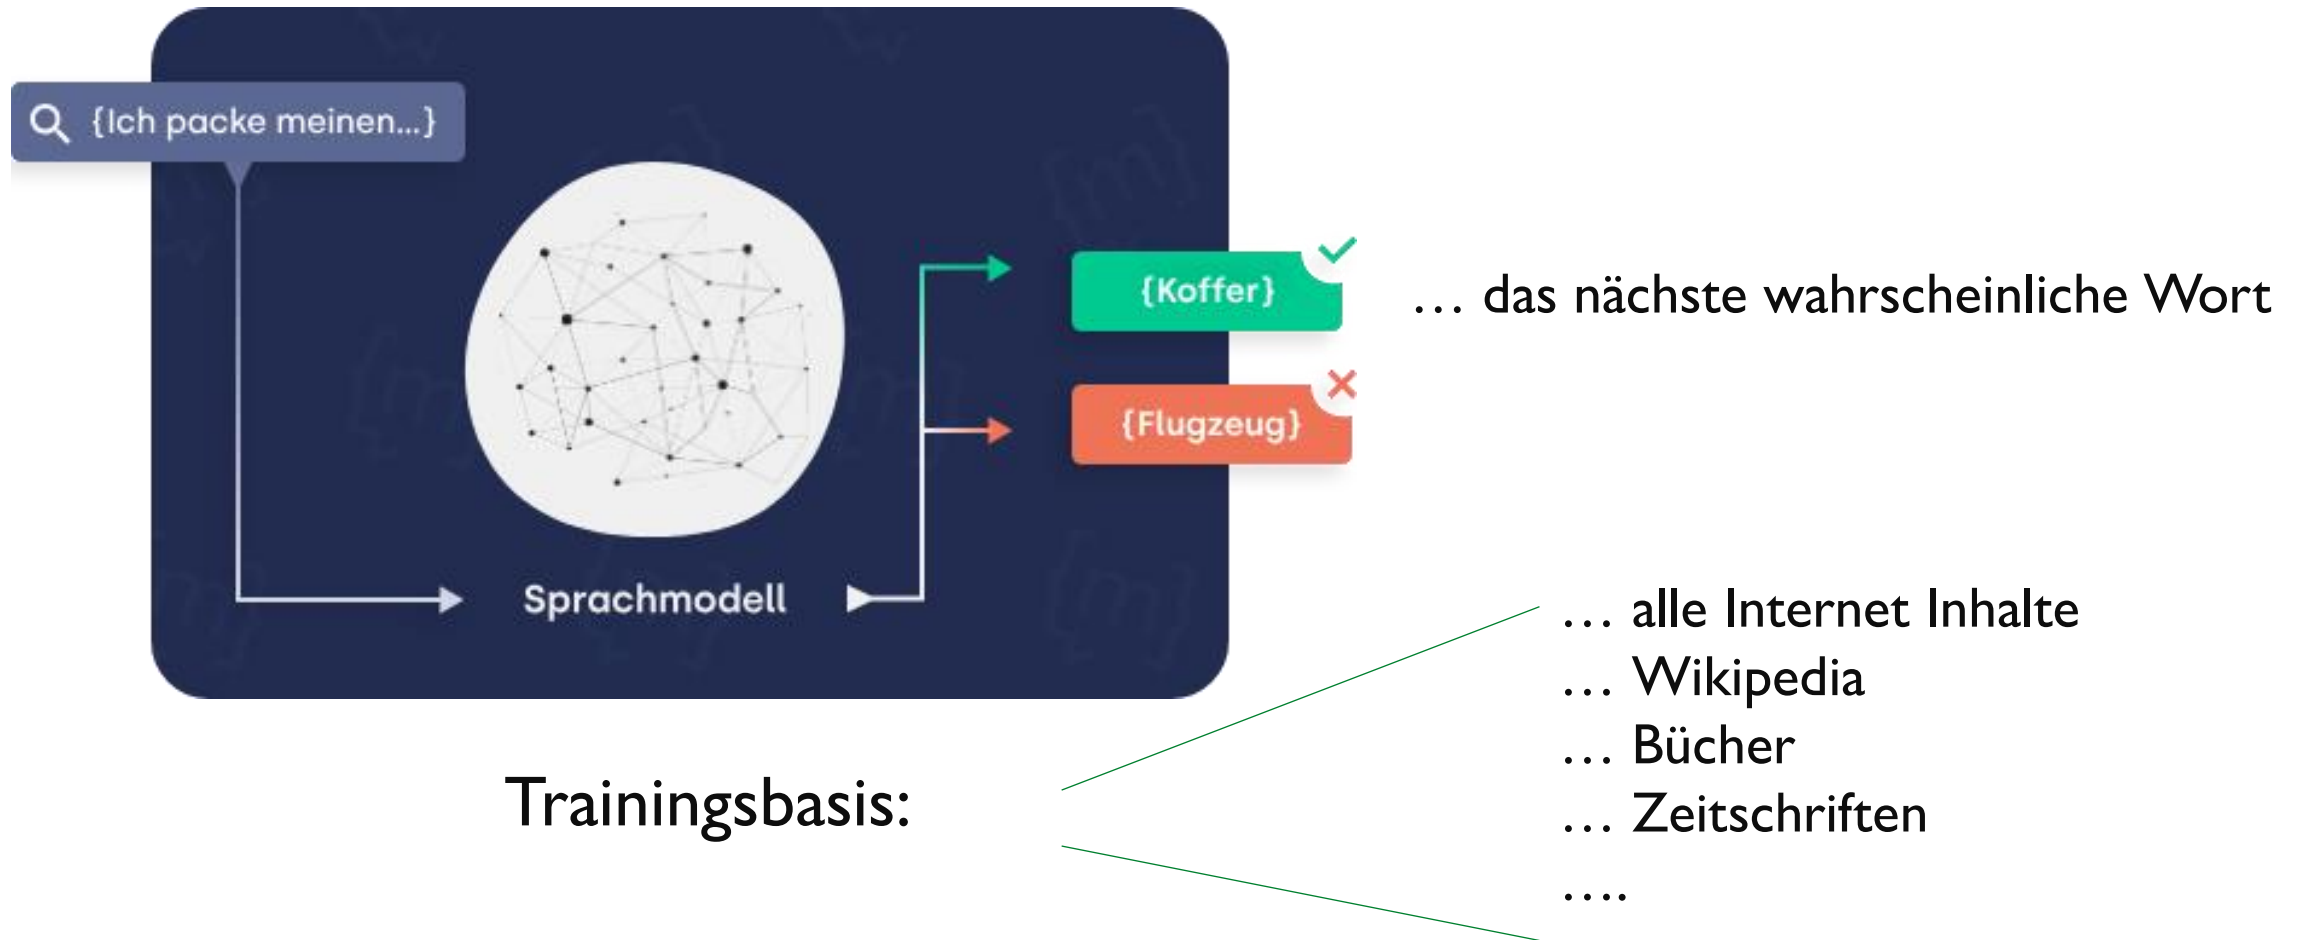 {Ich packe meinen...}
{Koffer}
… das nächste wahrscheinliche Wort
{Flugzeug}
Sprachmodell
… alle Internet Inhalte
… Wikipedia
… Bücher
Trainingsbasis:
… Zeitschriften
….